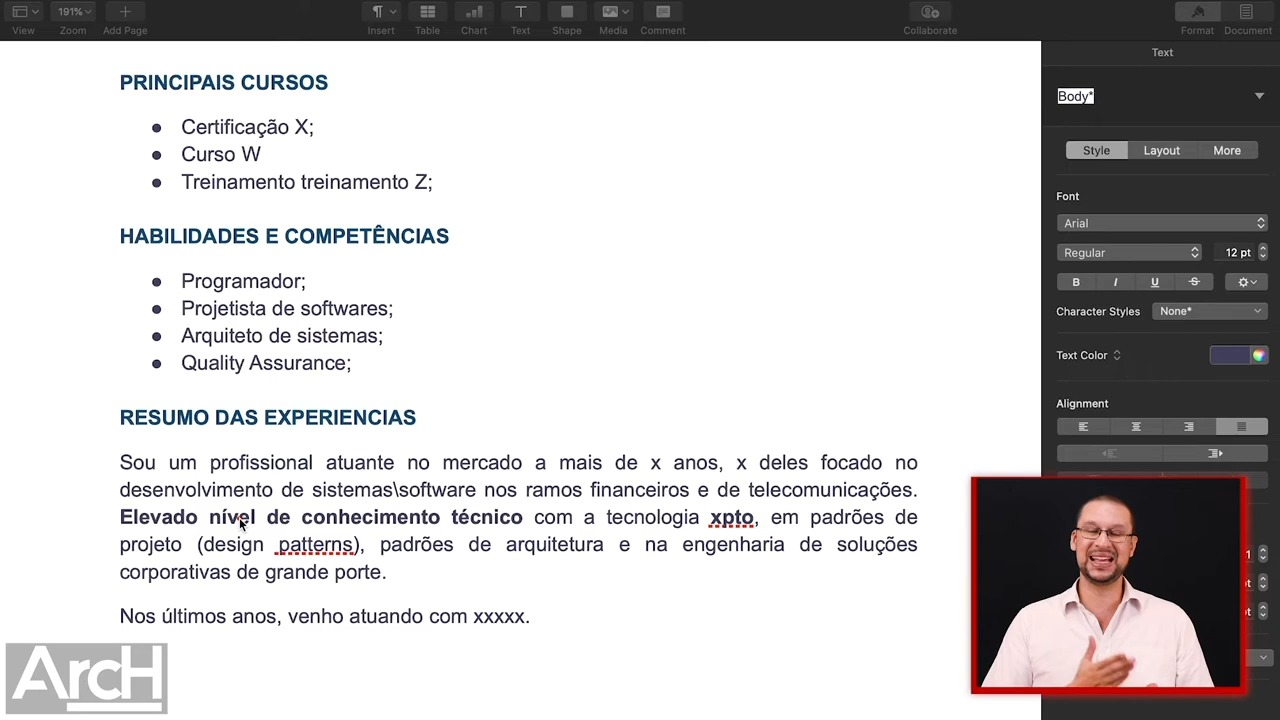 191%
View
Zoom
Add Page
Insert
Table
Chart
Text
Shape
Media
Comment
Collaborate
Format
Document
PRINCIPAIS CURSOS
● Certificação X;
● Curso W
● Treinamento treinamento Z;
HABILIDADES E COMPETÊNCIAS
● Programador;
● Projetista de softwares;
● Arquiteto de sistemas;
● Quality Assurance;
RESUMO DAS EXPERIENCIAS
Sou um profissional atuante no mercado a mais de x anos, x deles focado no
desenvolvimento de sistemas\software nos ramos financeiros e de telecomunicações.
Elevado nível de conhecimento técnico com a tecnologia xpto, em padrões de
projeto (design patterns), padrões de arquitetura e na engenharia de soluções
corporativas de grande porte.
Nos últimos anos, venho atuando com xxxxx.
ArcH
Text
Body*
Style
Layout
More
Font
Arial
Regular
12 pt
B I U S
Character Styles
None*
Text Color
Alignment